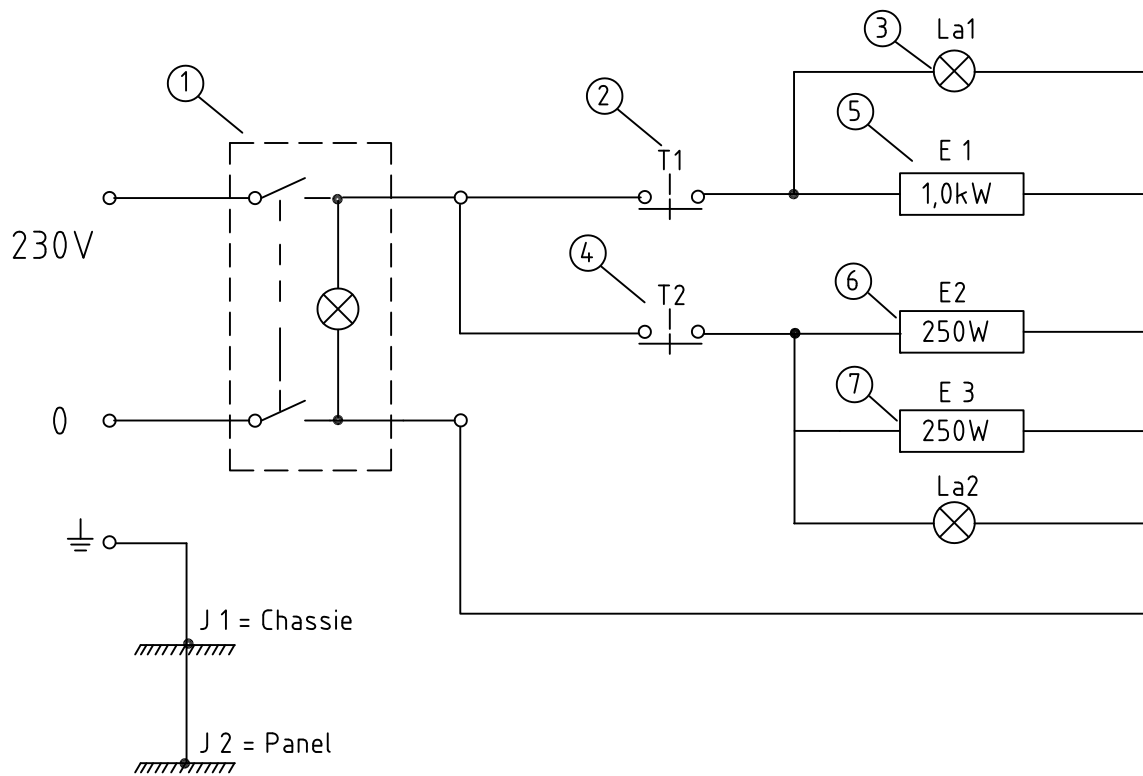 3
La1
1
2
5
T1
E 1
1,0kW
230V
4
6
T2
E2
250W
7
E 3
250W
0
La2
J 1 = Chassie
J 2 = Panel